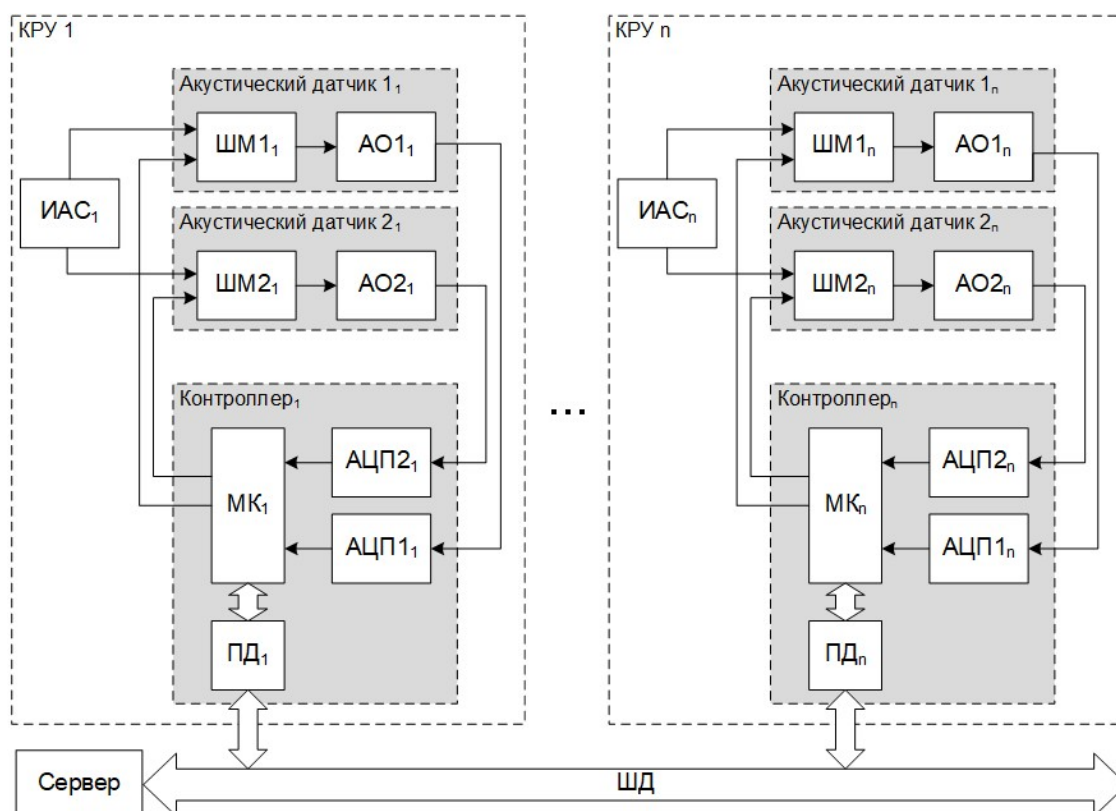 КРУ 1
Акустический датчик 1₁
ШМ1₁
АО1₁
ИАС₁
Акустический датчик 2₁
ШМ2₁
АО2₁
Контроллер₁
МК₁
АЦП2₁
АЦП1₁
ПД₁
...
КРУ n
Акустический датчик 1ₙ
ШМ1ₙ
АО1ₙ
ИАСₙ
Акустический датчик 2ₙ
ШМ2ₙ
АО2ₙ
Контроллерₙ
МКₙ
АЦП2ₙ
АЦП1ₙ
ПДₙ
Сервер
ШД